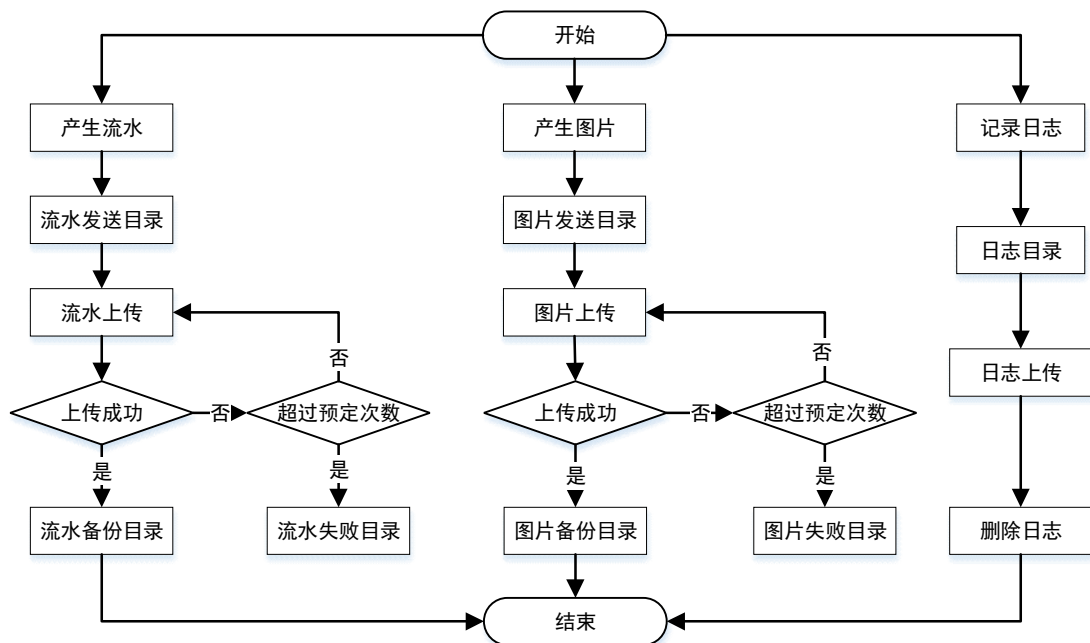 开始
产生流水
产生图片
记录日志
流水发送目录
图片发送目录
日志目录
流水上传
图片上传
否
否
日志上传
上传成功
否
超过预定次数
上传成功
否
超过预定次数
是
是
是
是
流水备份目录
流水失败目录
图片备份目录
图片失败目录
删除日志
结束